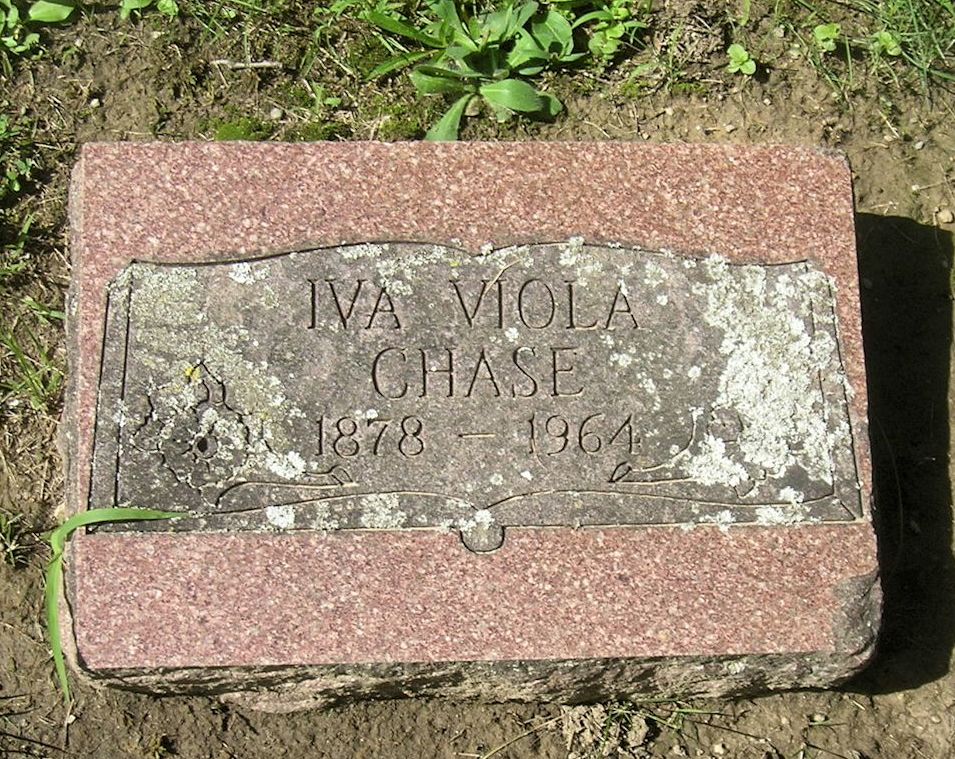 IVA VIOLA
CHASE
1878 – 1964